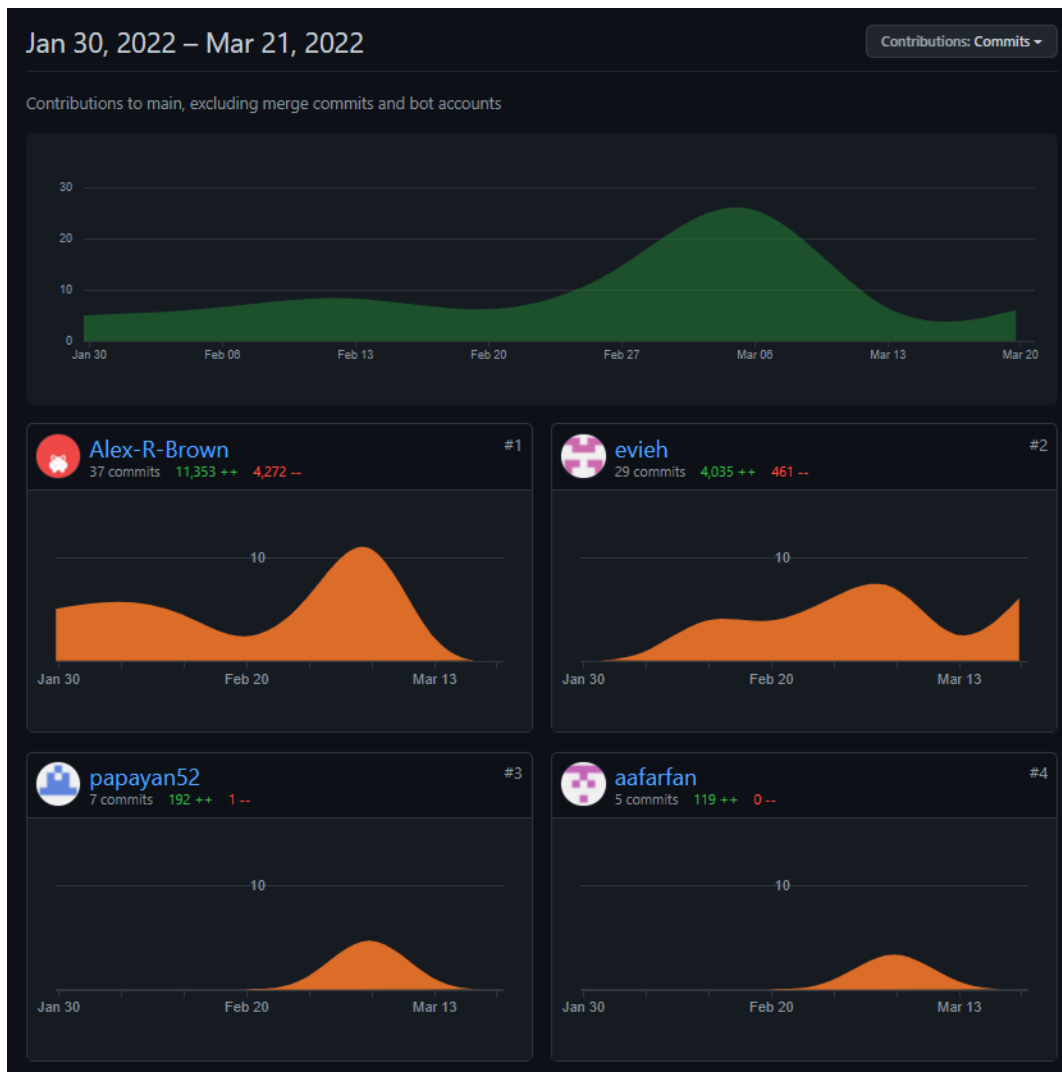 Jan 30, 2022 – Mar 21, 2022
Contributions: Commits
Contributions to main, excluding merge commits and bot accounts
30
20
10
0
Jan 30 Feb 06 Feb 13 Feb 20 Feb 27 Mar 06 Mar 13 Mar 20
Alex-R-Brown #1
37 commits 11,353 ++ 4,272 --
10
Jan 30 Feb 20 Mar 13
evieh #2
29 commits 4,035 ++ 461 --
10
Jan 30 Feb 20 Mar 13
papayan52 #3
7 commits 192 ++ 1 --
10
Jan 30 Feb 20 Mar 13
aafarfan #4
5 commits 119 ++ 0 --
10
Jan 30 Feb 20 Mar 13